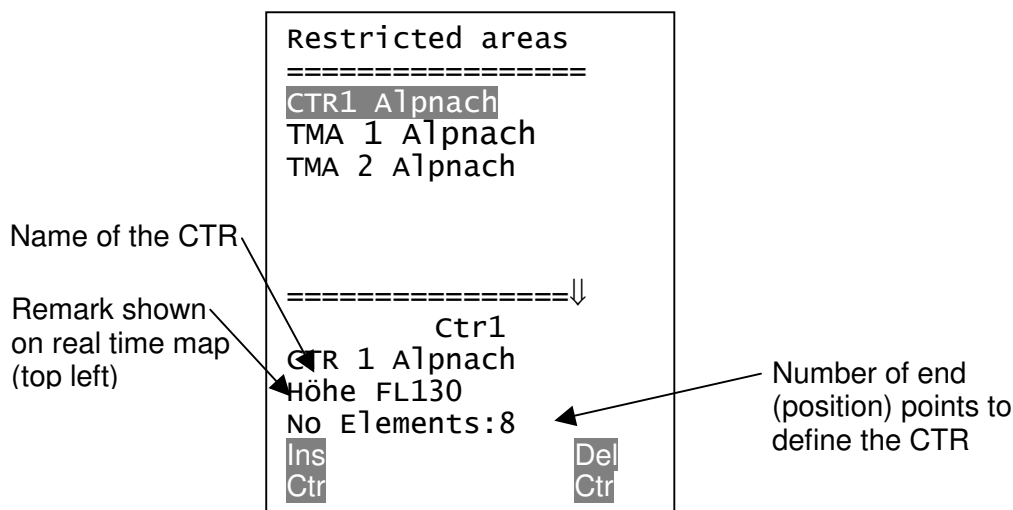 Restricted areas
=================
CTR1 Alpnach
TMA 1 Alpnach
TMA 2 Alpnach
Name of the CTR
Remark shown
on real time map
(top left)
================⇓
Ctr1
CTR 1 Alpnach
Höhe FL130
No Elements:8
Ins Del
Ctr Ctr
Number of end
(position) points to
define the CTR